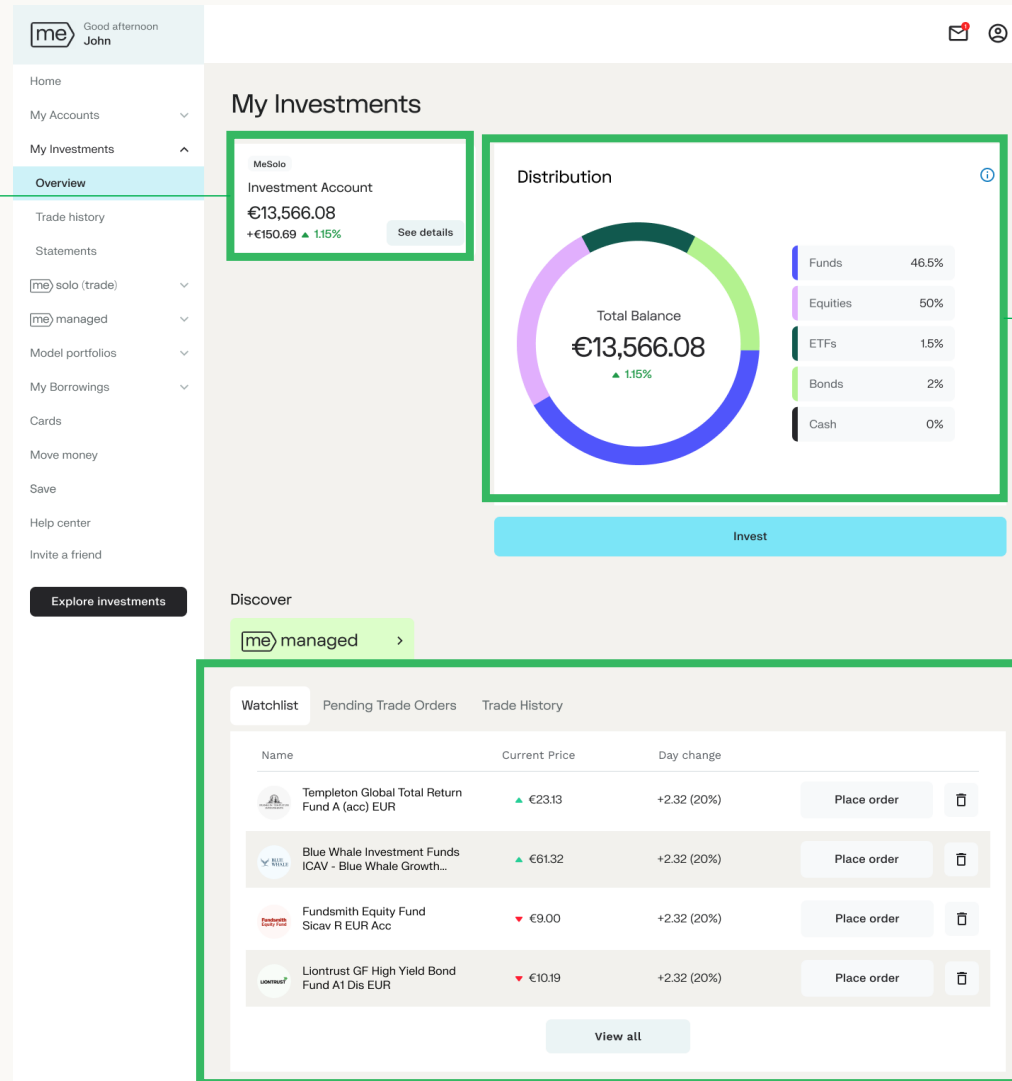 me
Good afternoon
John
Home
My Accounts
My Investments
Overview
Trade history
Statements
me solo (trade)
me managed
Model portfolios
My Borrowings
Cards
Move money
Save
Help center
Invite a friend
Explore investments
My Investments
MeSolo
Investment Account
€13,566.08
+€150.69 ▲ 1.15%
See details
Distribution
Total Balance
€13,566.08
▲ 1.15%
Funds 46.5%
Equities 50%
ETFs 1.5%
Bonds 2%
Cash 0%
Invest
Discover
me managed
Watchlist Pending Trade Orders Trade History
Name Current Price Day change
Templeton Global Total Return
Fund A (acc) EUR
▲ €23.13 +2.32 (20%) Place order
BLUE
WHALE
Blue Whale Investment Funds
ICAV - Blue Whale Growth...
▲ €61.32 +2.32 (20%) Place order
Fundsmith
Equity Fund
Fundsmith Equity Fund
Sicav R EUR Acc
▼ €9.00 +2.32 (20%) Place order
LIONTRUST
Liontrust GF High Yield Bond
Fund A1 Dis EUR
▼ €10.19 +2.32 (20%) Place order
View all